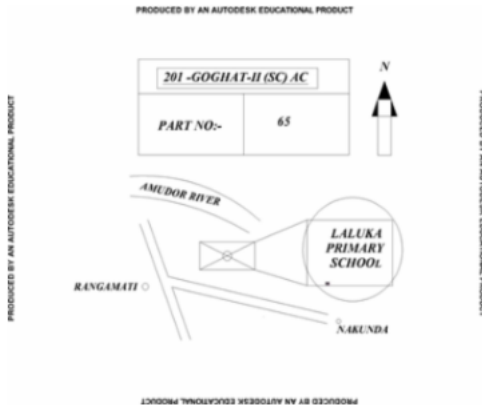 PRODUCED BY AN AUTODESK EDUCATIONAL PRODUCT
201 -GOGHAT-II (SC) AC
N
PART NO:-
65
AMUDOR RIVER
LALUKA
PRIMARY
SCHOOL
RANGAMATI
NAKUNDA
PRODUCED BY AN AUTODESK EDUCATIONAL PRODUCT
PRODUCED BY AN AUTODESK EDUCATIONAL PRODUCT
PRODUCED BY AN AUTODESK EDUCATIONAL PRODUCT